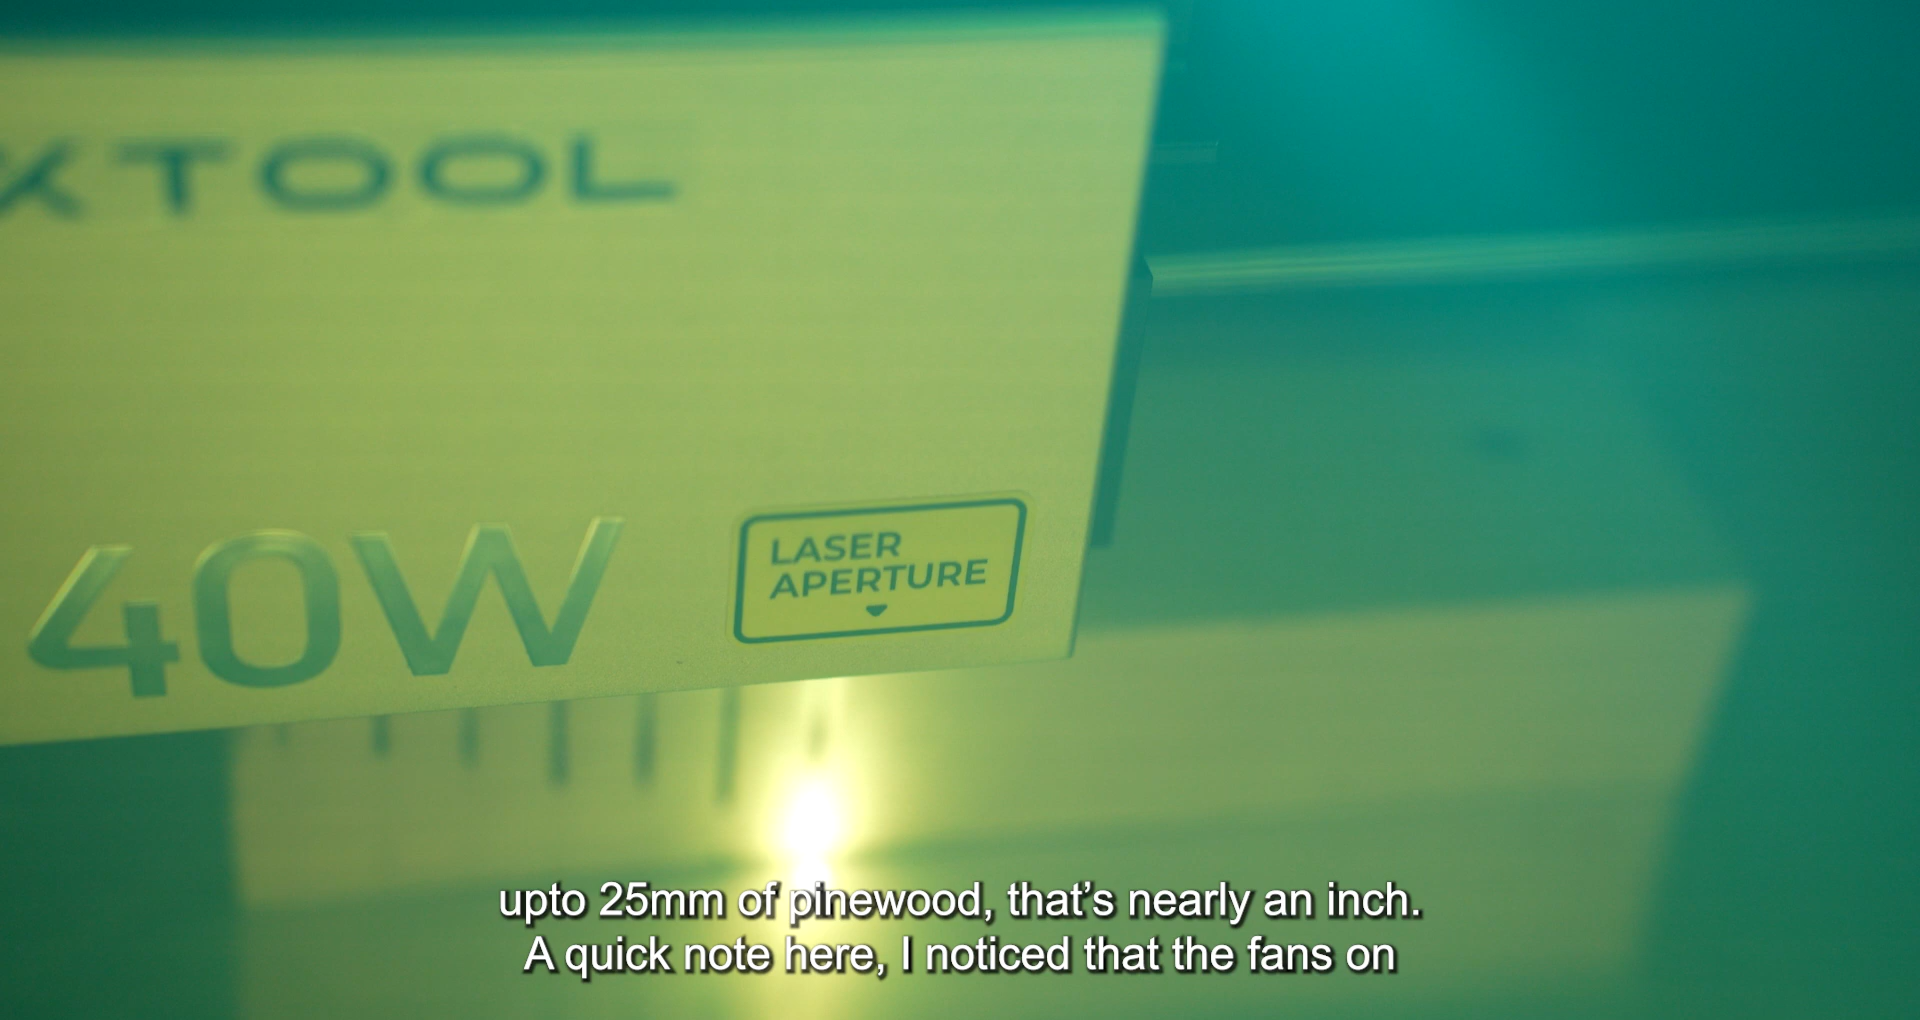 XTOOL
40W
LASER
APERTURE
upto 25mm of pinewood, that's nearly an inch.
A quick note here, I noticed that the fans on